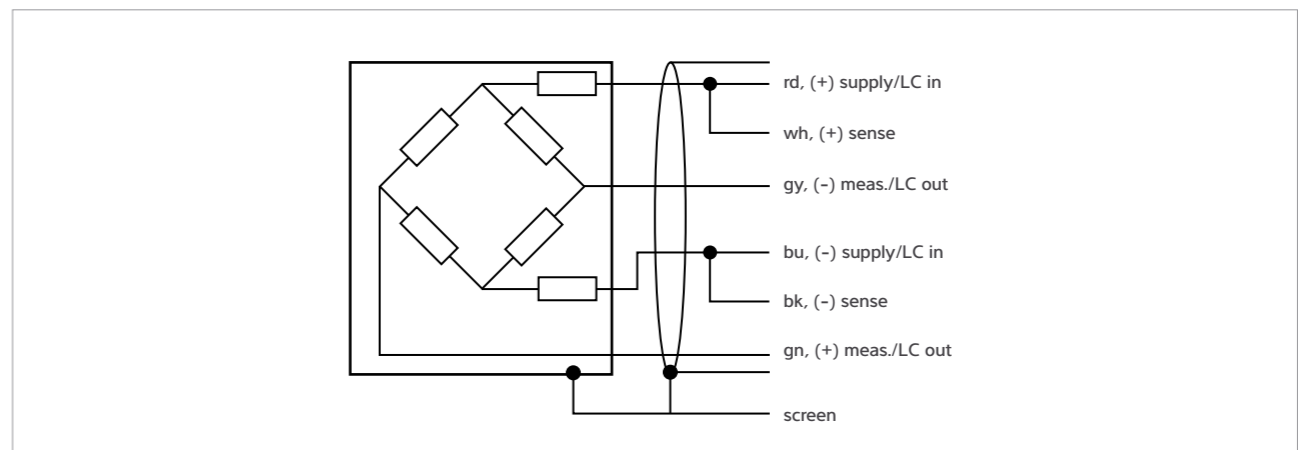 rd, (+) supply/LC in
wh, (+) sense
gy, (-) meas./LC out
bu, (-) supply/LC in
bk, (-) sense
gn, (+) meas./LC out
screen